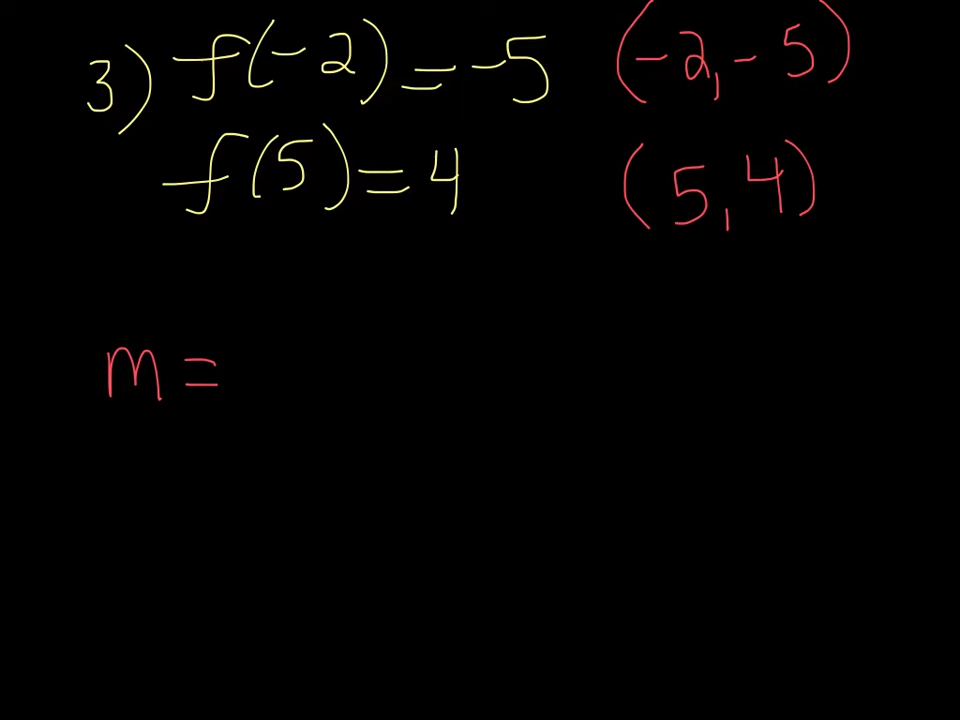 3) f(-2) = -5 (-2, -5)
f(5) = 4 (5, 4)
m =